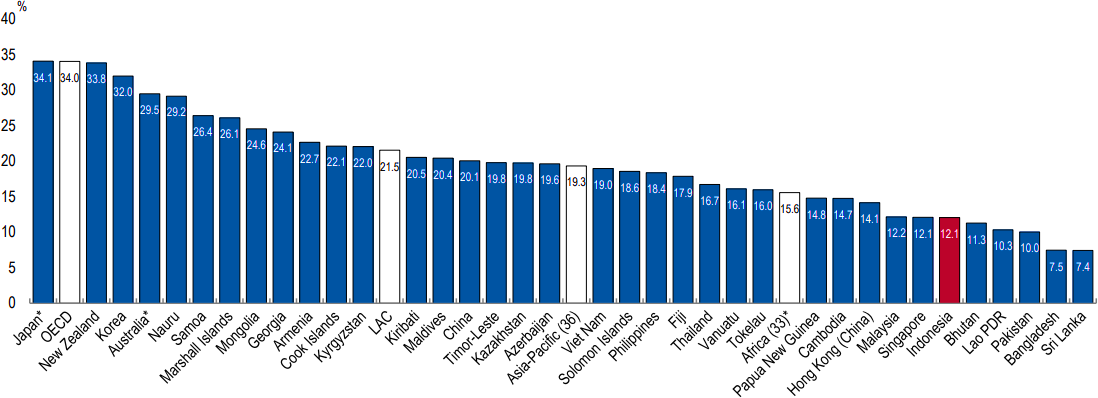 %
40
35
30
25
20
15
10
5
0
34.1
34.0
33.8
32.0
29.5
29.2
26.4
26.1
24.6
24.1
22.7
22.1
22.0
21.5
20.5
20.4
20.1
19.8
19.8
19.6
19.3
19.0
18.6
18.4
17.9
16.7
16.1
16.0
15.6
14.8
14.7
14.1
12.2
12.1
12.1
11.3
10.3
10.0
7.5
7.4
Japan*
OECD
New Zealand
Korea
Australia*
Nauru
Samoa
Marshall Islands
Mongolia
Georgia
Armenia
Cook Islands
Kyrgyzstan
LAC
Kiribati
Maldives
China
Timor-Leste
Kazakhstan
Azerbaijan
Asia-Pacific (36)
Viet Nam
Solomon Islands
Philippines
Fiji
Thailand
Vanuatu
Tokelau
Africa (33)*
Papua New Guinea
Cambodia
Hong Kong (China)
Malaysia
Singapore
Indonesia
Bhutan
Lao PDR
Pakistan
Bangladesh
Sri Lanka